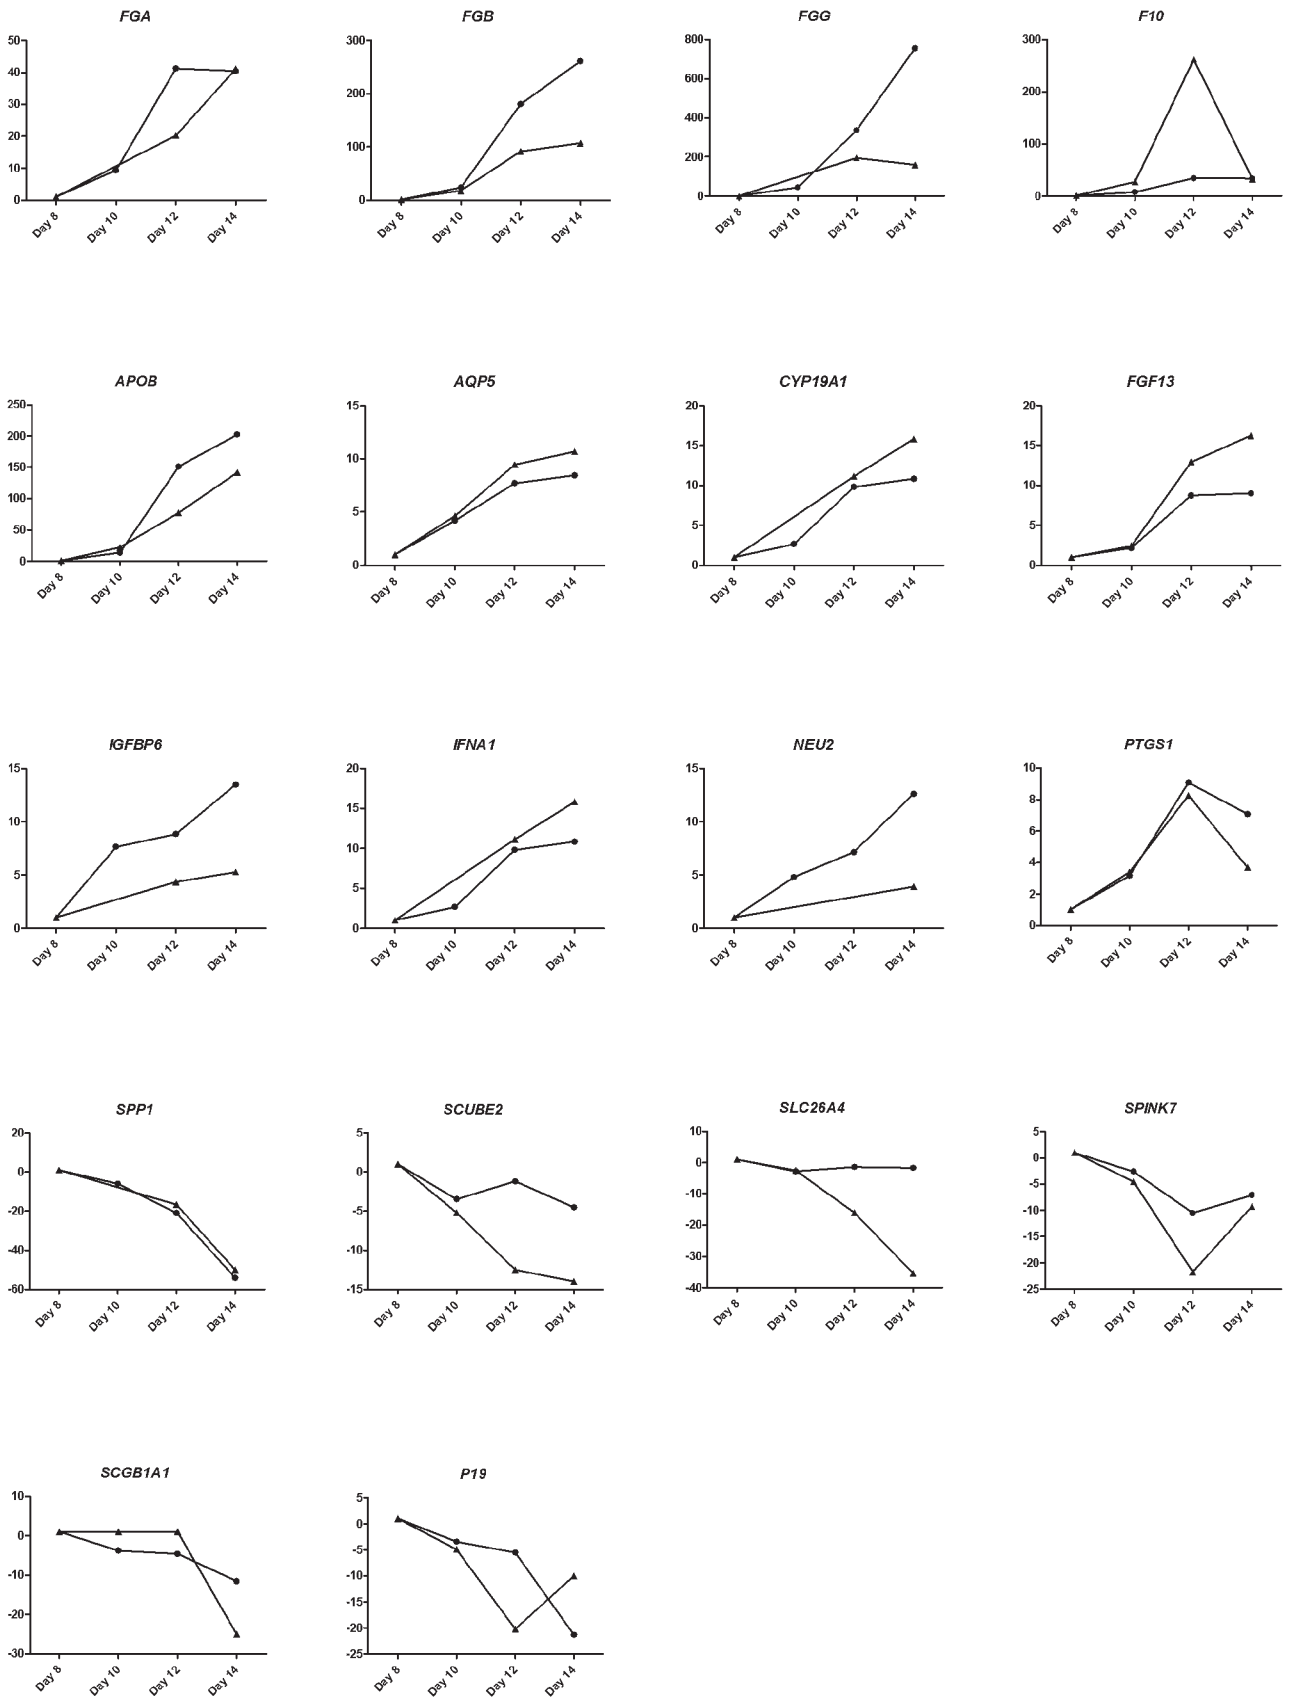 FGA FGB FGG F10
50 300 800 300
40 600
30 200 200
20 400
10 100 200 100
0 0 0 0
Day 8 Day 10 Day 12 Day 14 Day 8 Day 10 Day 12 Day 14 Day 8 Day 10 Day 12 Day 14 Day 8 Day 10 Day 12 Day 14
APOB AQP5 CYP19A1 FGF13
250 15 20 20
200 15 15
150 10
100 10 10
50 5 5 5
0 0 0 0
Day 8 Day 10 Day 12 Day 14 Day 8 Day 10 Day 12 Day 14 Day 8 Day 10 Day 12 Day 14 Day 8 Day 10 Day 12 Day 14
IGFBP6 IFNA1 NEU2 PTGS1
15 20 15 10
15 8
10 10 10 6
5 5 5 4
2
0 0 0 0
Day 8 Day 10 Day 12 Day 14 Day 8 Day 10 Day 12 Day 14 Day 8 Day 10 Day 12 Day 14 Day 8 Day 10 Day 12 Day 14
SPP1 SCUBE2 SLC26A4 SPINK7
20 5 10 5
0 0 0 0
-5 -10 -5
-20 -10
-40 -10 -20 -15
-30 -20
-60 -15 -40 -25
Day 8 Day 10 Day 12 Day 14 Day 8 Day 10 Day 12 Day 14 Day 8 Day 10 Day 12 Day 14 Day 8 Day 10 Day 12 Day 14
SCGB1A1 P19
10 5
0 0
-5
-10 -10
-20 -15
-20
-30 -25
Day 8 Day 10 Day 12 Day 14 Day 8 Day 10 Day 12 Day 14